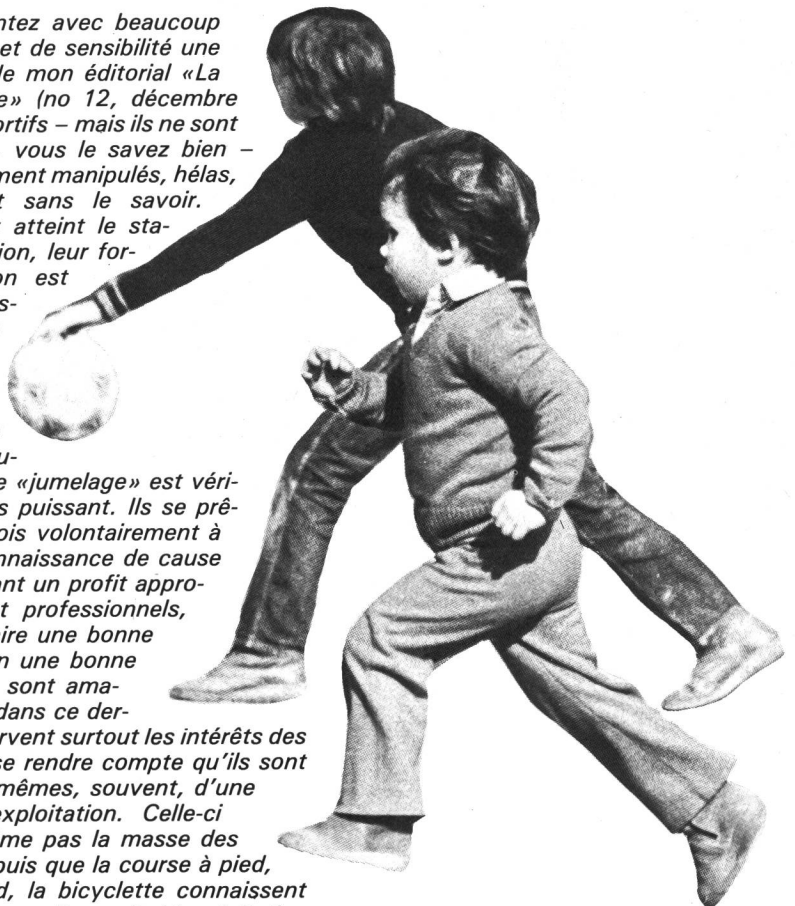 ntez avec beaucoup
et de sensibilité une
de mon éditorial «La
e» (no 12, décembre
ortifs – mais ils ne sont
vous le savez bien –
ment manipulés, hélas,
t sans le savoir.
atteint le sta-
ion, leur for-
on est
s-
u-
e «jumelage» est véri-
s puissant. Ils se prê-
ois volontairement à
nnaissance de cause
ant un profit appro-
t professionnels,
ire une bonne
n une bonne
sont ama-
dans ce der-
rvent surtout les intérêts des
se rendre compte qu'ils sont
mêmes, souvent, d'une
exploitation. Celle-ci
me pas la masse des
puis que la course à pied,
d, la bicyclette connaissent